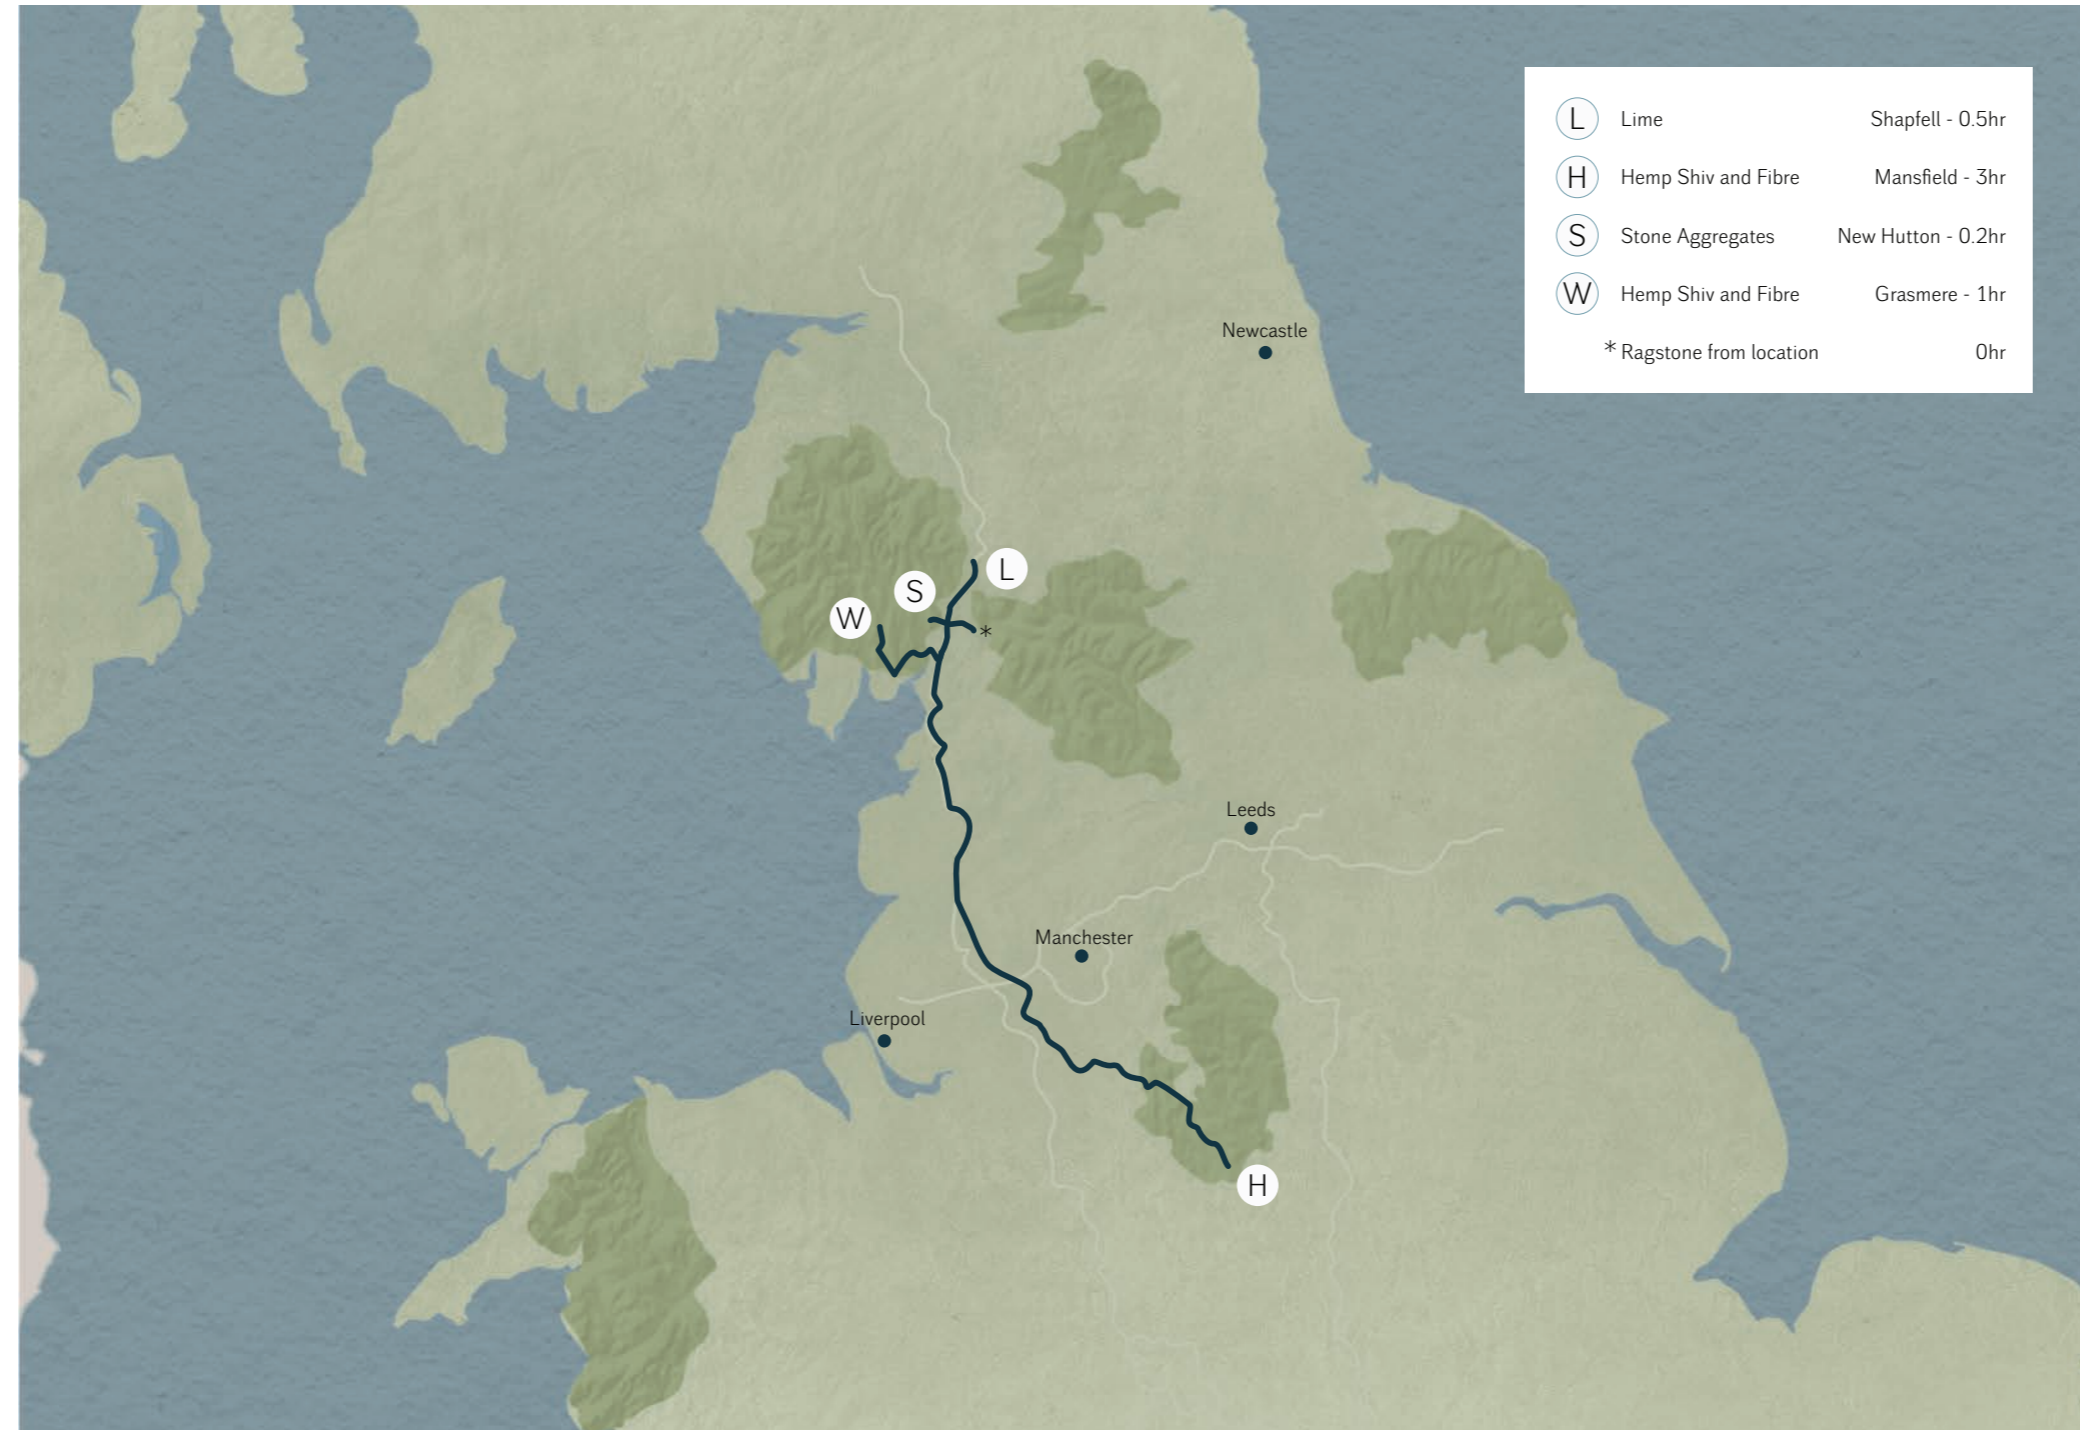 L Lime Shapfell - 0.5hr
H Hemp Shiv and Fibre Mansfield - 3hr
S Stone Aggregates New Hutton - 0.2hr
W Hemp Shiv and Fibre Grasmere - 1hr
* Ragstone from location 0hr
Newcastle
L
S
W
*
Leeds
Manchester
Liverpool
H